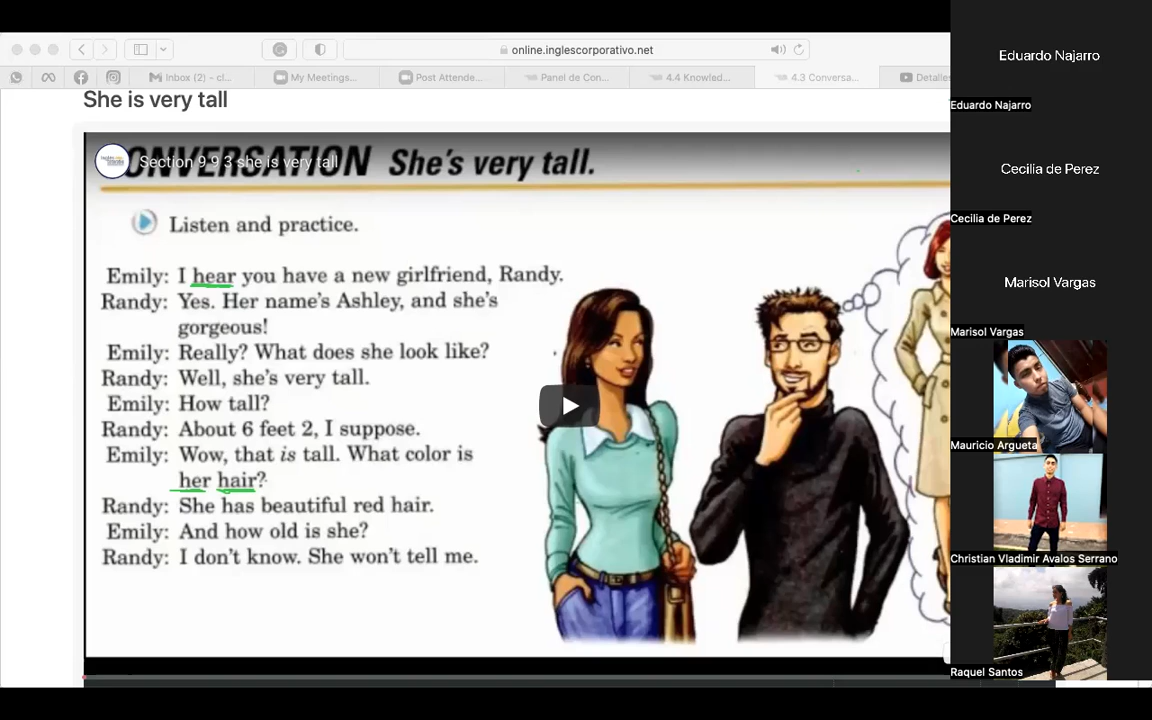 online.inglescorporativo.net
Inbox (2) - cl...
My Meetings...
Post Attende...
Panel de Con...
4.4 Knowled...
4.3 Conversa...
Detalles
She is very tall
Section 9 9 3 she is very tall
ONVERSATION She's very tall.
Listen and practice.
Emily: I hear you have a new girlfriend, Randy.
Randy: Yes. Her name's Ashley, and she's
gorgeous!
Emily: Really? What does she look like?
Randy: Well, she's very tall.
Emily: How tall?
Randy: About 6 feet 2, I suppose.
Emily: Wow, that is tall. What color is
her hair?
Randy: She has beautiful red hair.
Emily: And how old is she?
Randy: I don't know. She won't tell me.
Eduardo Najarro
Eduardo Najarro
Cecilia de Perez
Cecilia de Perez
Marisol Vargas
Marisol Vargas
Mauricio Argueta
Christian Vladimir Avalos Serrano
Raquel Santos